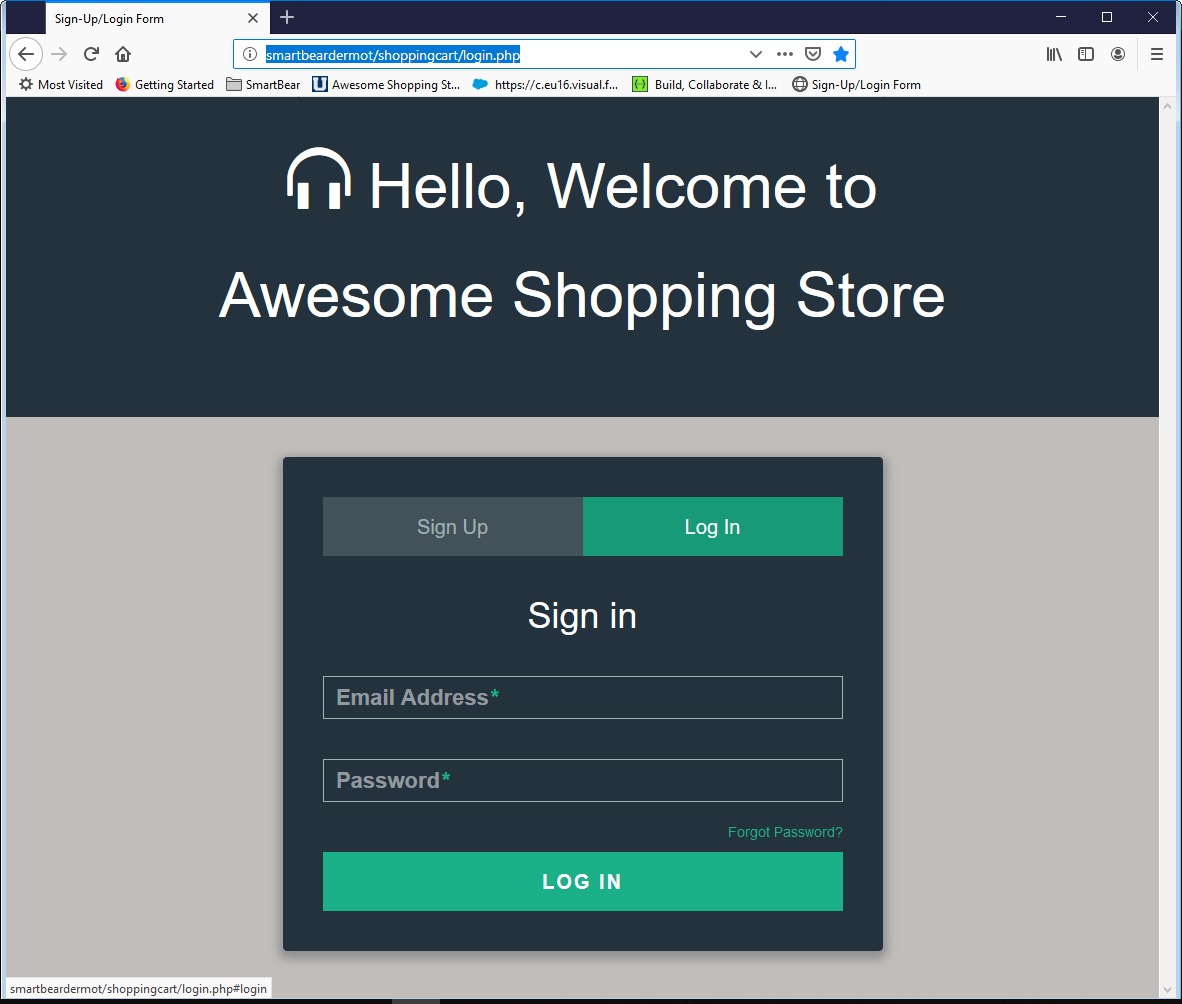 Sign-Up/Login Form
smartbeardermot/shoppingcart/login.php
Most Visited Getting Started SmartBear Awesome Shopping St... https://c.eu16.visual.f... Build, Collaborate & I... Sign-Up/Login Form
Hello, Welcome to
Awesome Shopping Store
Sign Up Log In
Sign in
Email Address*
Password*
Forgot Password?
LOG IN
smartbeardermot/shoppingcart/login.php#login